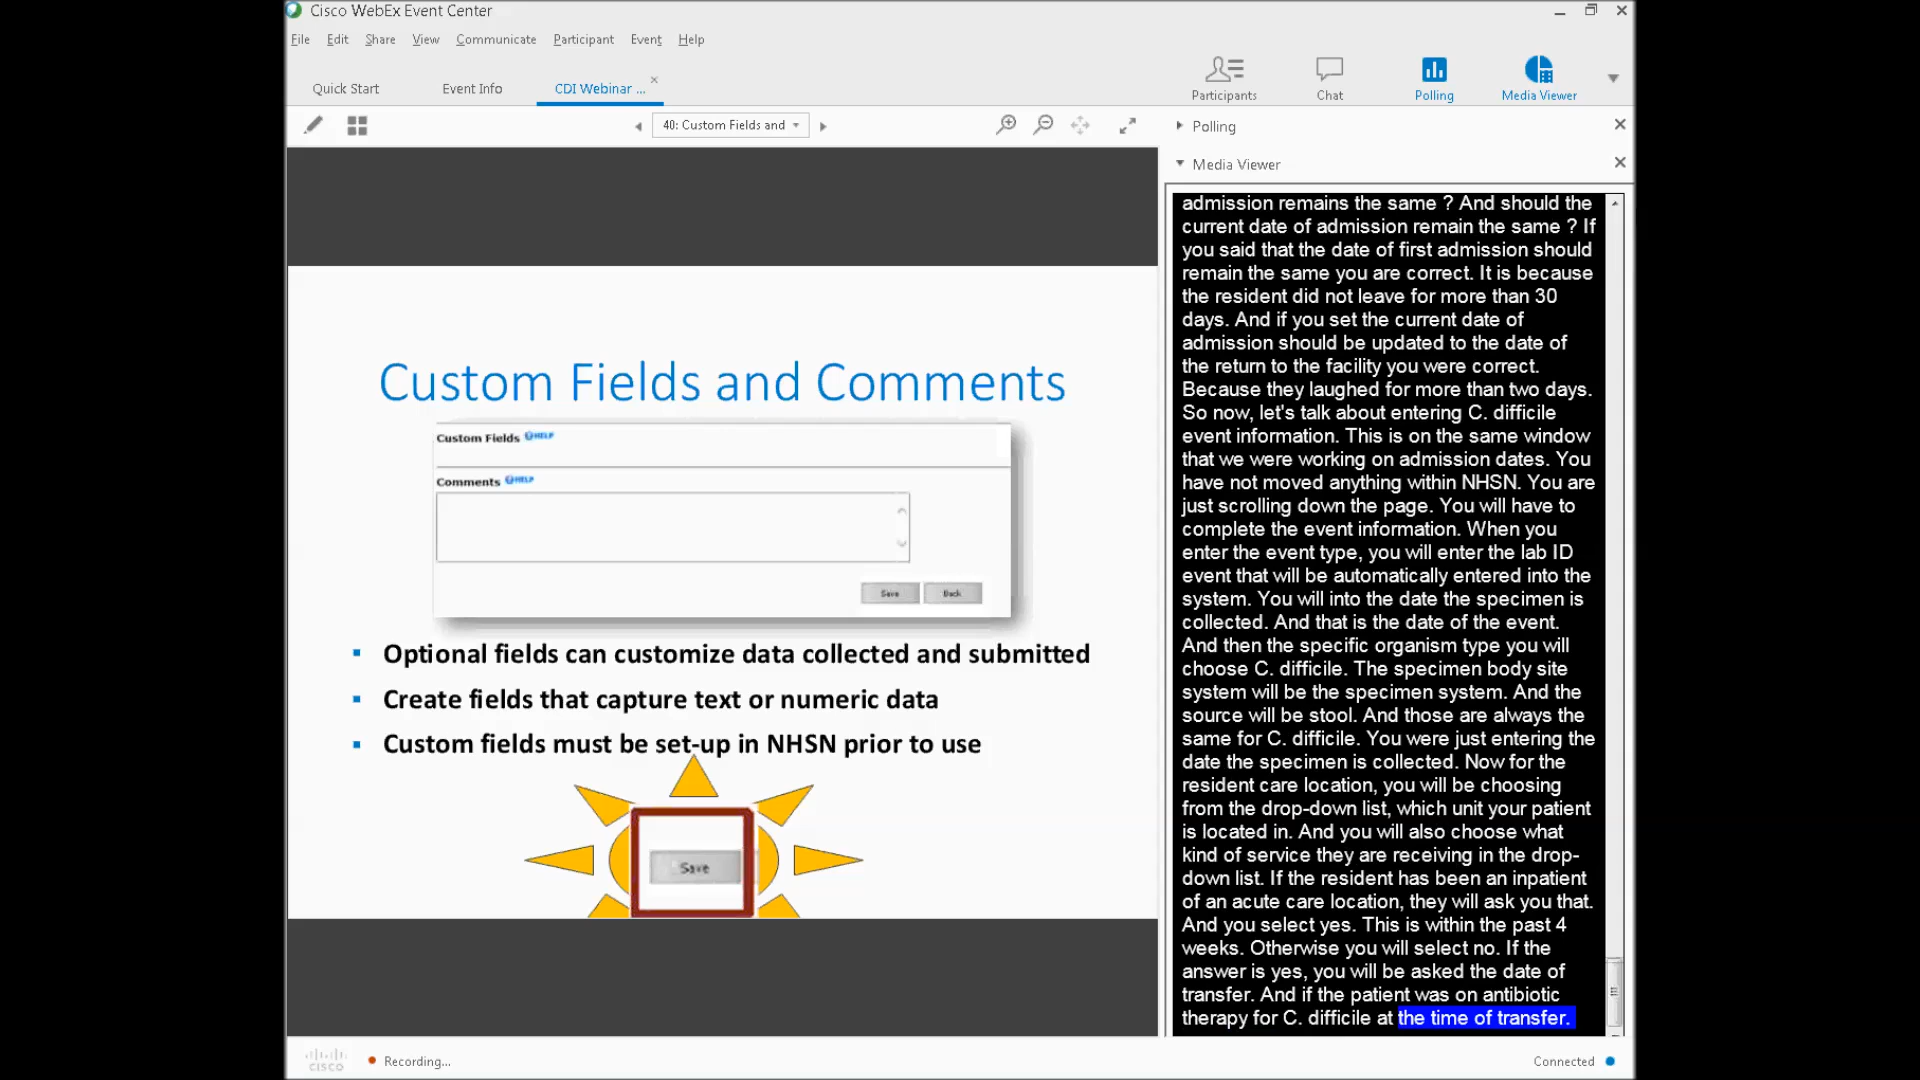 Cisco WebEx Event Center
File Edit Share View Communicate Participant Event Help
Quick Start Event Info CDI Webinar ...
Participants Chat Polling Media Viewer
40: Custom Fields and
Polling
Media Viewer
Custom Fields and Comments
Custom Fields HELP
Comments HELP
Save Back
Optional fields can customize data collected and submitted
Create fields that capture text or numeric data
Custom fields must be set-up in NHSN prior to use
Save
admission remains the same ? And should the
current date of admission remain the same ? If
you said that the date of first admission should
remain the same you are correct. It is because
the resident did not leave for more than 30
days. And if you set the current date of
admission should be updated to the date of
the return to the facility you were correct.
Because they laughed for more than two days.
So now, let's talk about entering C. difficile
event information. This is on the same window
that we were working on admission dates. You
have not moved anything within NHSN. You are
just scrolling down the page. You will have to
complete the event information. When you
enter the event type, you will enter the lab ID
event that will be automatically entered into the
system. You will into the date the specimen is
collected. And that is the date of the event.
And then the specific organism type you will
choose C. difficile. The specimen body site
system will be the specimen system. And the
source will be stool. And those are always the
same for C. difficile. You were just entering the
date the specimen is collected. Now for the
resident care location, you will be choosing
from the drop-down list, which unit your patient
is located in. And you will also choose what
kind of service they are receiving in the drop-
down list. If the resident has been an inpatient
of an acute care location, they will ask you that.
And you select yes. This is within the past 4
weeks. Otherwise you will select no. If the
answer is yes, you will be asked the date of
transfer. And if the patient was on antibiotic
therapy for C. difficile at the time of transfer.
cisco
Recording...
Connected